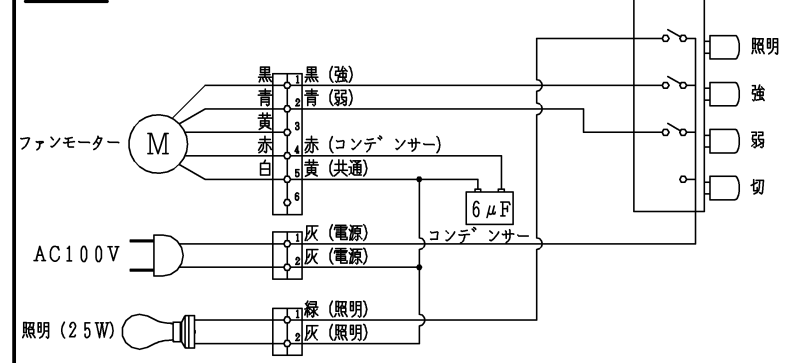 照明
黒 1 黒 (強)
強
青 2 青 (弱)
黄 3
ファンモーター M
赤 4 赤 (コンデンサー)
弱
白 5 黄 (共通)
切
6
6μF
コンデンサー
1 灰 (電源)
AC100V
2 灰 (電源)
1 緑 (照明)
照明 (25W)
2 灰 (照明)